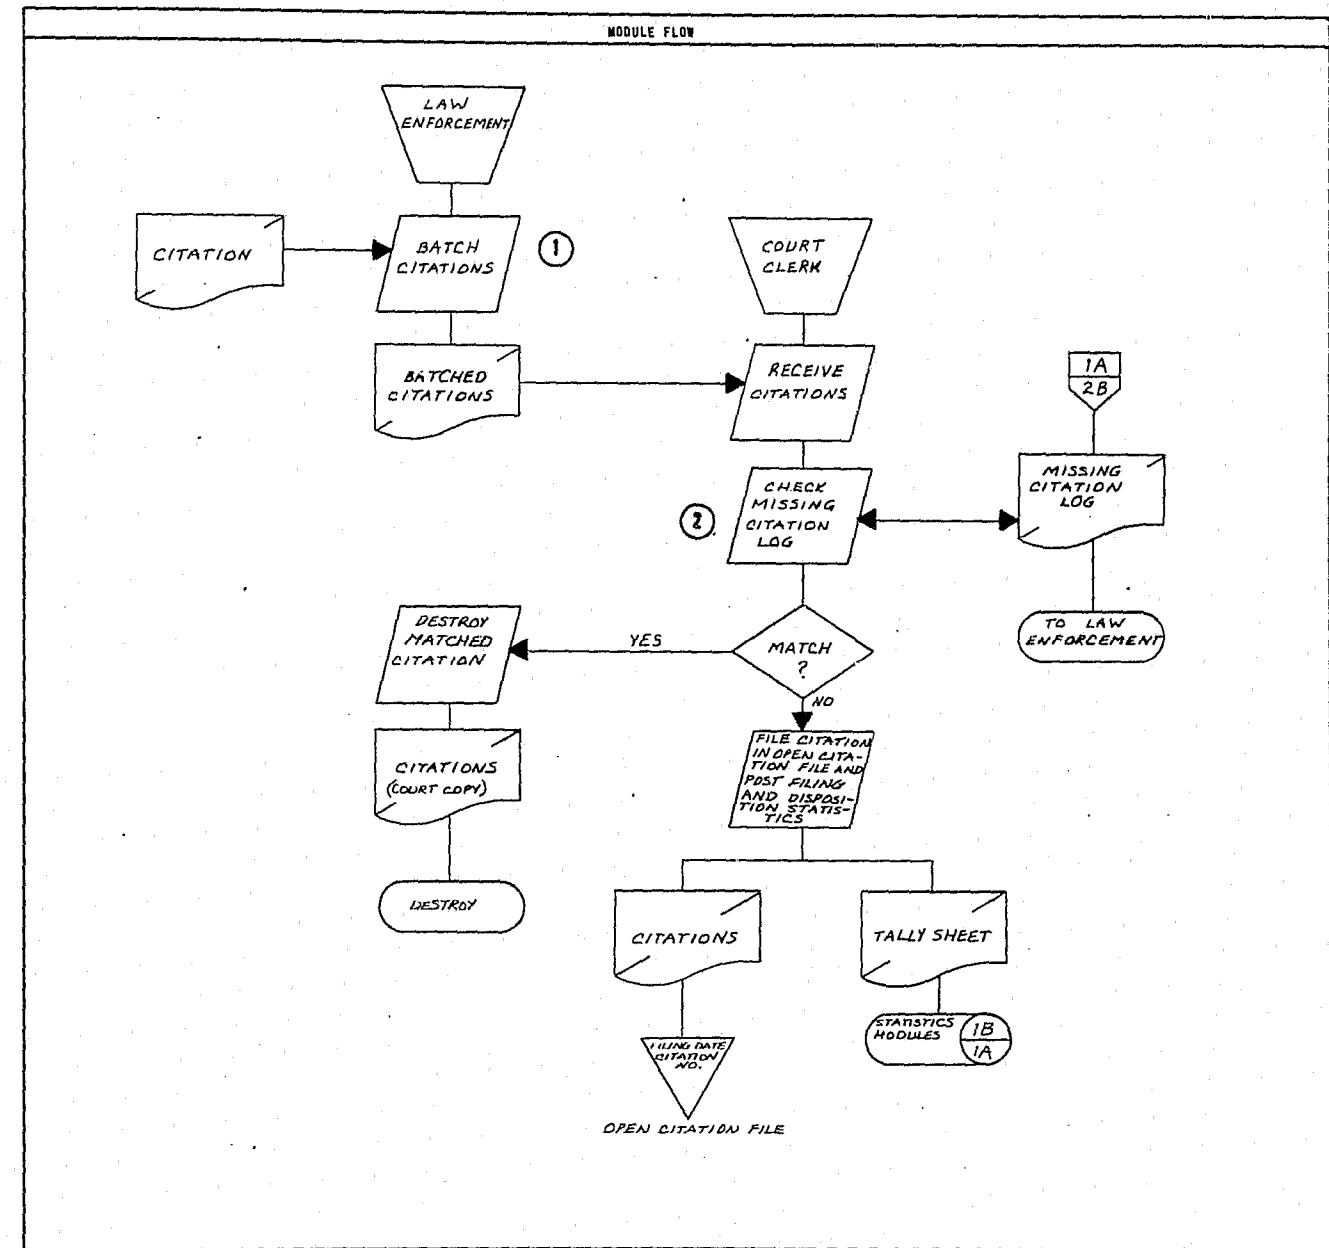 MODULE FLOW
LAW
ENFORCEMENT
CITATION
BATCH
CITATIONS
1
COURT
CLERK
BATCHED
CITATIONS
RECEIVE
CITATIONS
1A
2B
CHECK
MISSING
CITATION
LOG
2
MISSING
CITATION
LOG
TO LAW
ENFORCEMENT
DESTROY
MATCHED
CITATION
YES
MATCH
?
NO
CITATIONS
(COURT COPY)
FILE CITATION
IN OPEN CITA-
TION FILE AND
POST FILING
AND DISPOSI-
TION STATIS-
TICS
DESTROY
CITATIONS
TALLY SHEET
FILING DATE
CITATION
NO.
STATISTICS
MODULES
1B
1A
OPEN CITATION FILE